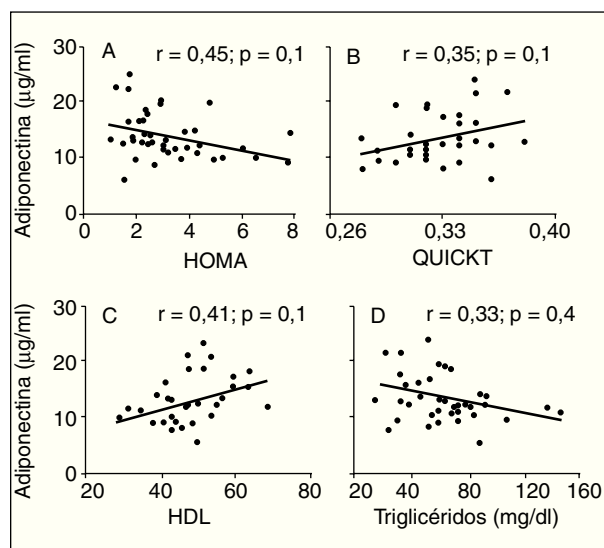 A
r = 0,45; p = 0,1
Adiponectina (µg/ml)
30
20
10
0
0 2 4 6 8
HOMA
B
r = 0,35; p = 0,1
0,26 0,33 0,40
QUICKT
C
r = 0,41; p = 0,1
Adiponectina (µg/ml)
30
20
10
0
20 40 60 80
HDL
D
r = 0,33; p = 0,4
20 40 80 120 160
Triglicéridos (mg/dl)